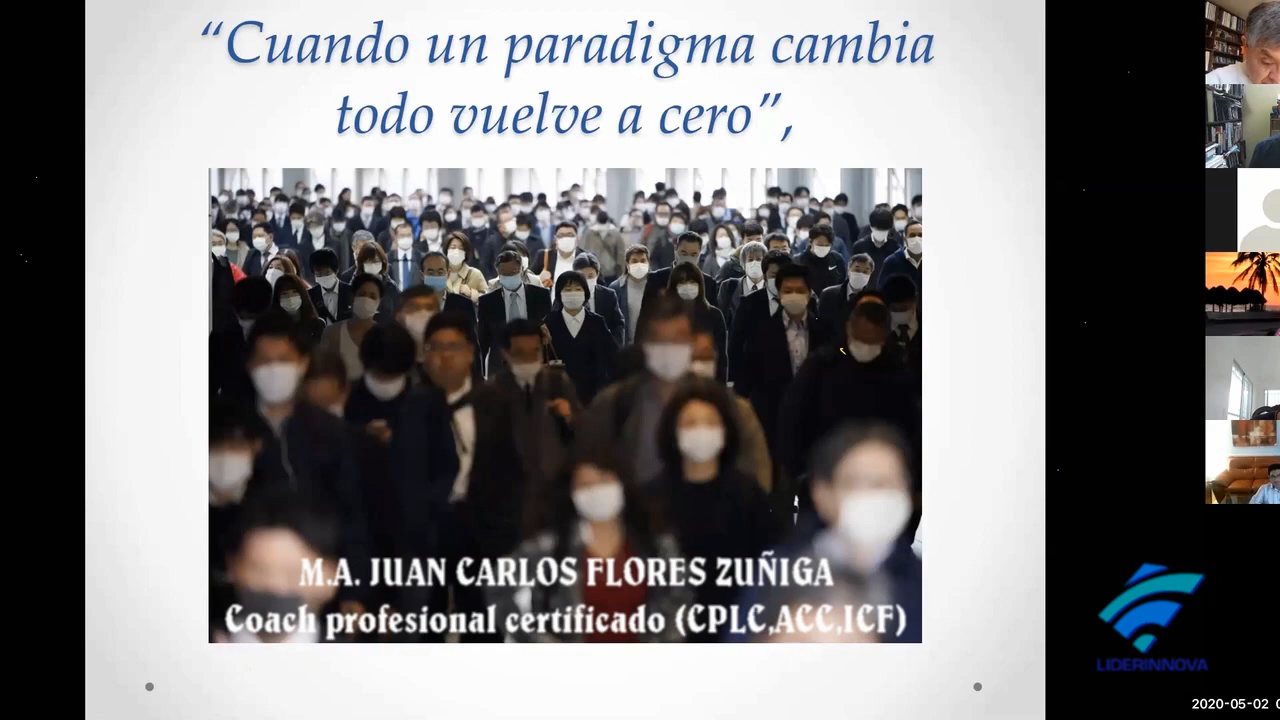 “Cuando un paradigma cambia
todo vuelve a cero”,
M.A. JUAN CARLOS FLORES ZUÑIGA
Coach profesional certificado (CPLC,ACC,ICF)
LIDERINNOVA
2020-05-02